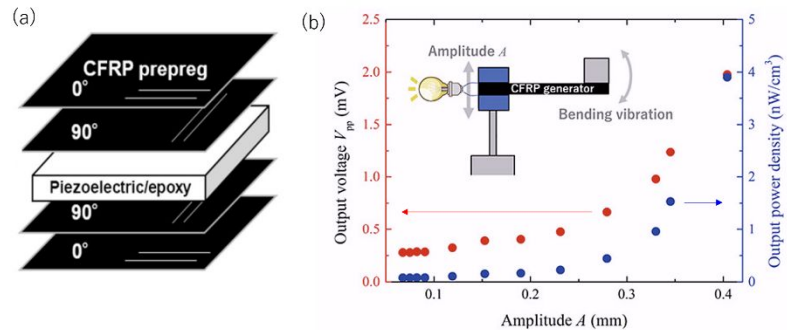 (a)
CFRP prepreg
0°
90°
Piezoelectric/epoxy
90°
0°
(b)
Output voltage Vpp (mV)
2.5
2.0
1.5
1.0
0.5
0.0
Amplitude A
CFRP generator
Bending vibration
5
4
3
2
1
0
Output power density (nW/cm³)
0.1
0.2
0.3
0.4
Amplitude A (mm)